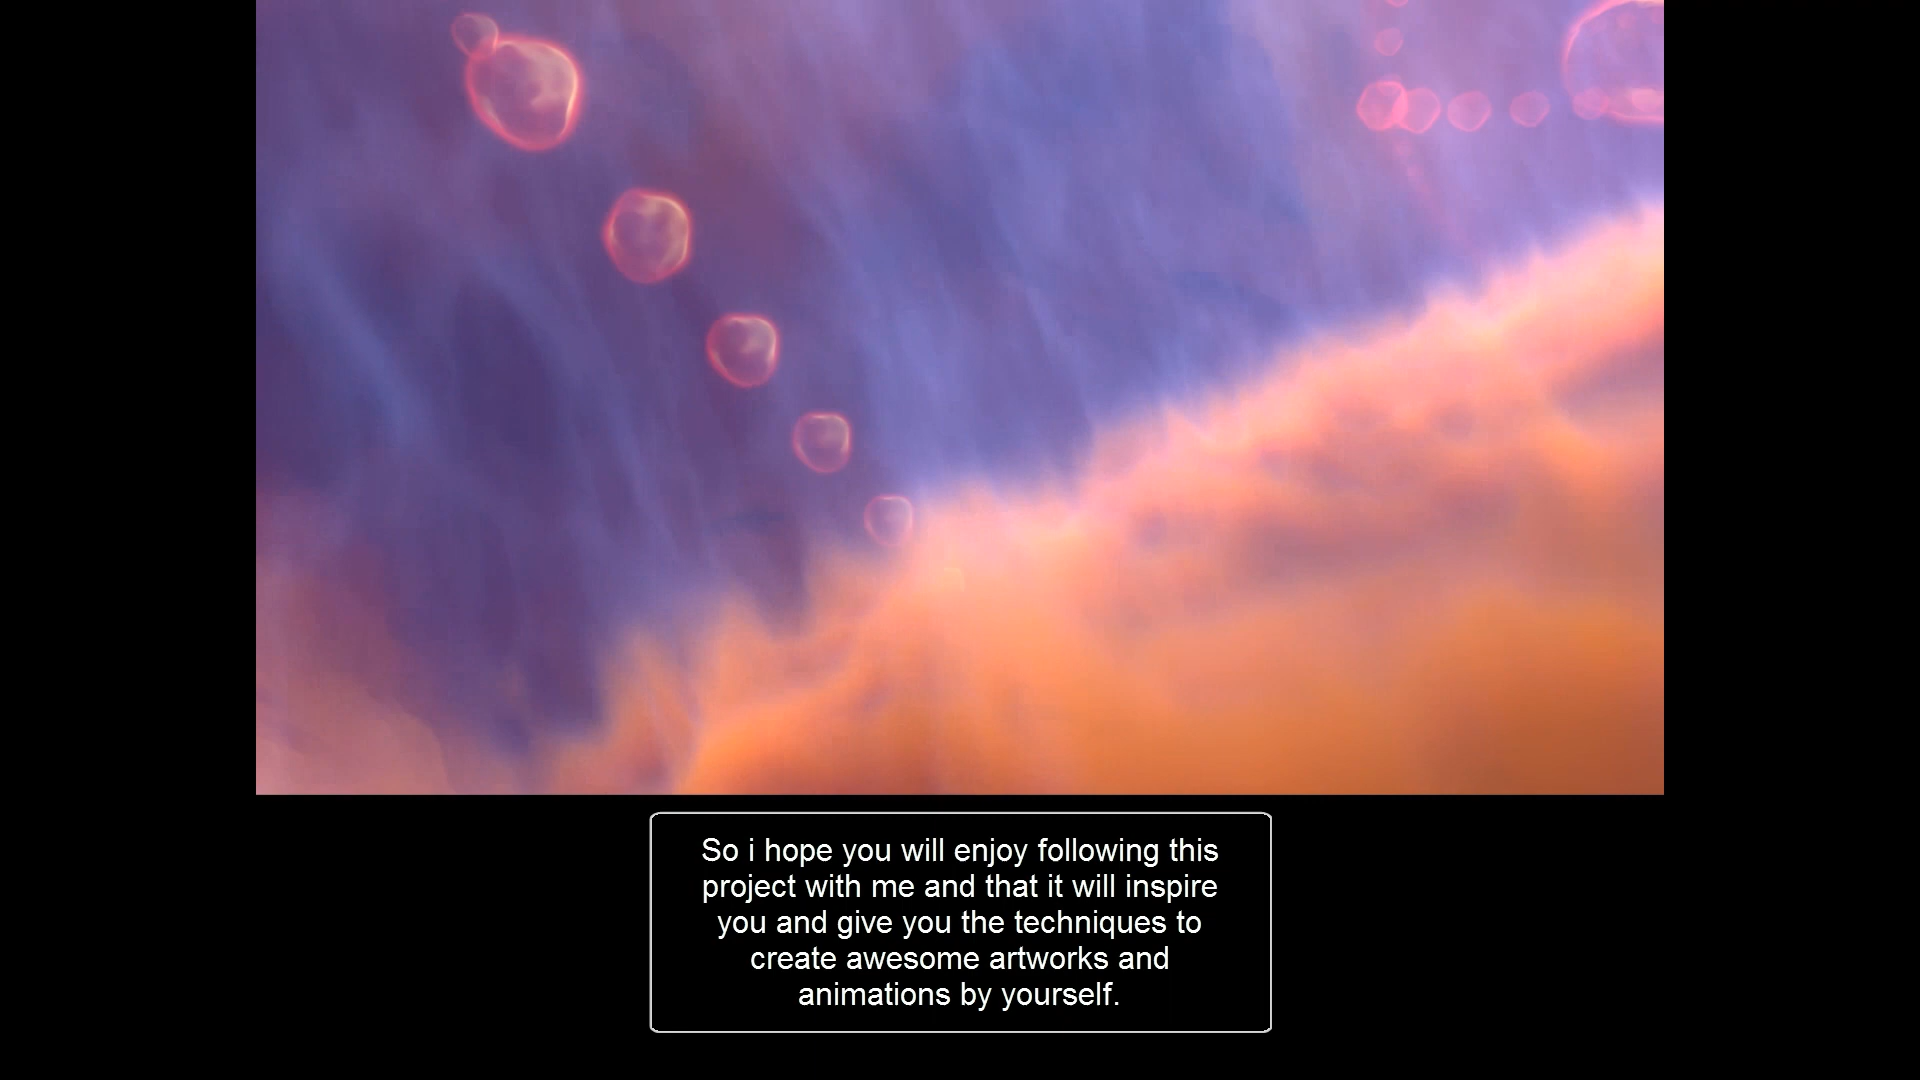 So i hope you will enjoy following this
project with me and that it will inspire
you and give you the techniques to
create awesome artworks and
animations by yourself.